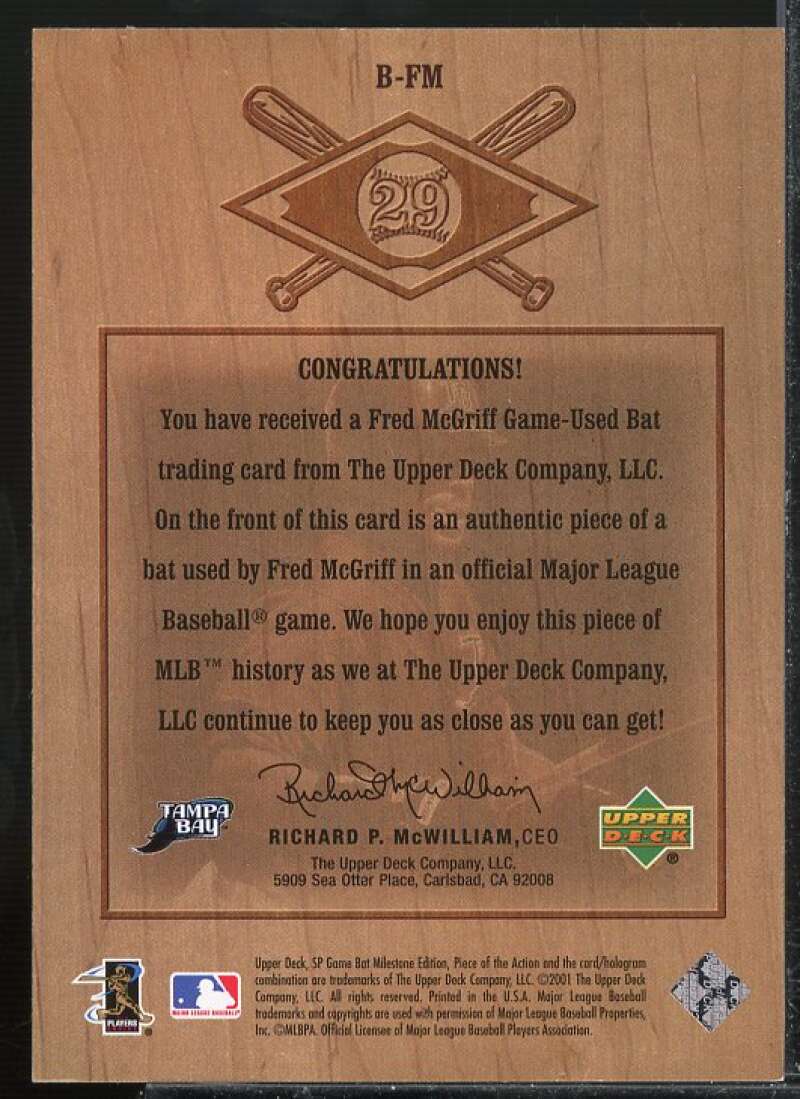 B-FM
29
CONGRATULATIONS!
You have received a Fred McGriff Game-Used Bat
trading card from The Upper Deck Company, LLC.
On the front of this card is an authentic piece of a
bat used by Fred McGriff in an official Major League
Baseball® game. We hope you enjoy this piece of
MLB™ history as we at The Upper Deck Company,
LLC continue to keep you as close as you can get!
Richard McWilliam
RICHARD P. McWILLIAM, CEO
The Upper Deck Company, LLC.
5909 Sea Otter Place, Carlsbad, CA 92008
TAMPA
BAY
UPPER
DECK
®
Upper Deck, SP Game Bat Milestone Edition, Piece of the Action and the card/hologram
combination are trademarks of The Upper Deck Company, LLC. ©2001 The Upper Deck
Company, LLC. All rights reserved. Printed in the U.S.A. Major League Baseball
trademarks and copyrights are used with permission of Major League Baseball Properties,
Inc. ©MLBPA. Official Licensee of Major League Baseball Players Association.
PLAYERS
MAJOR LEAGUE BASEBALL